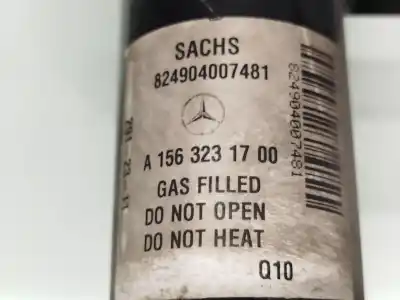 SACHS
824904007481
A 156 323 17 00
GAS FILLED
DO NOT OPEN
DO NOT HEAT
Q10
824904007481